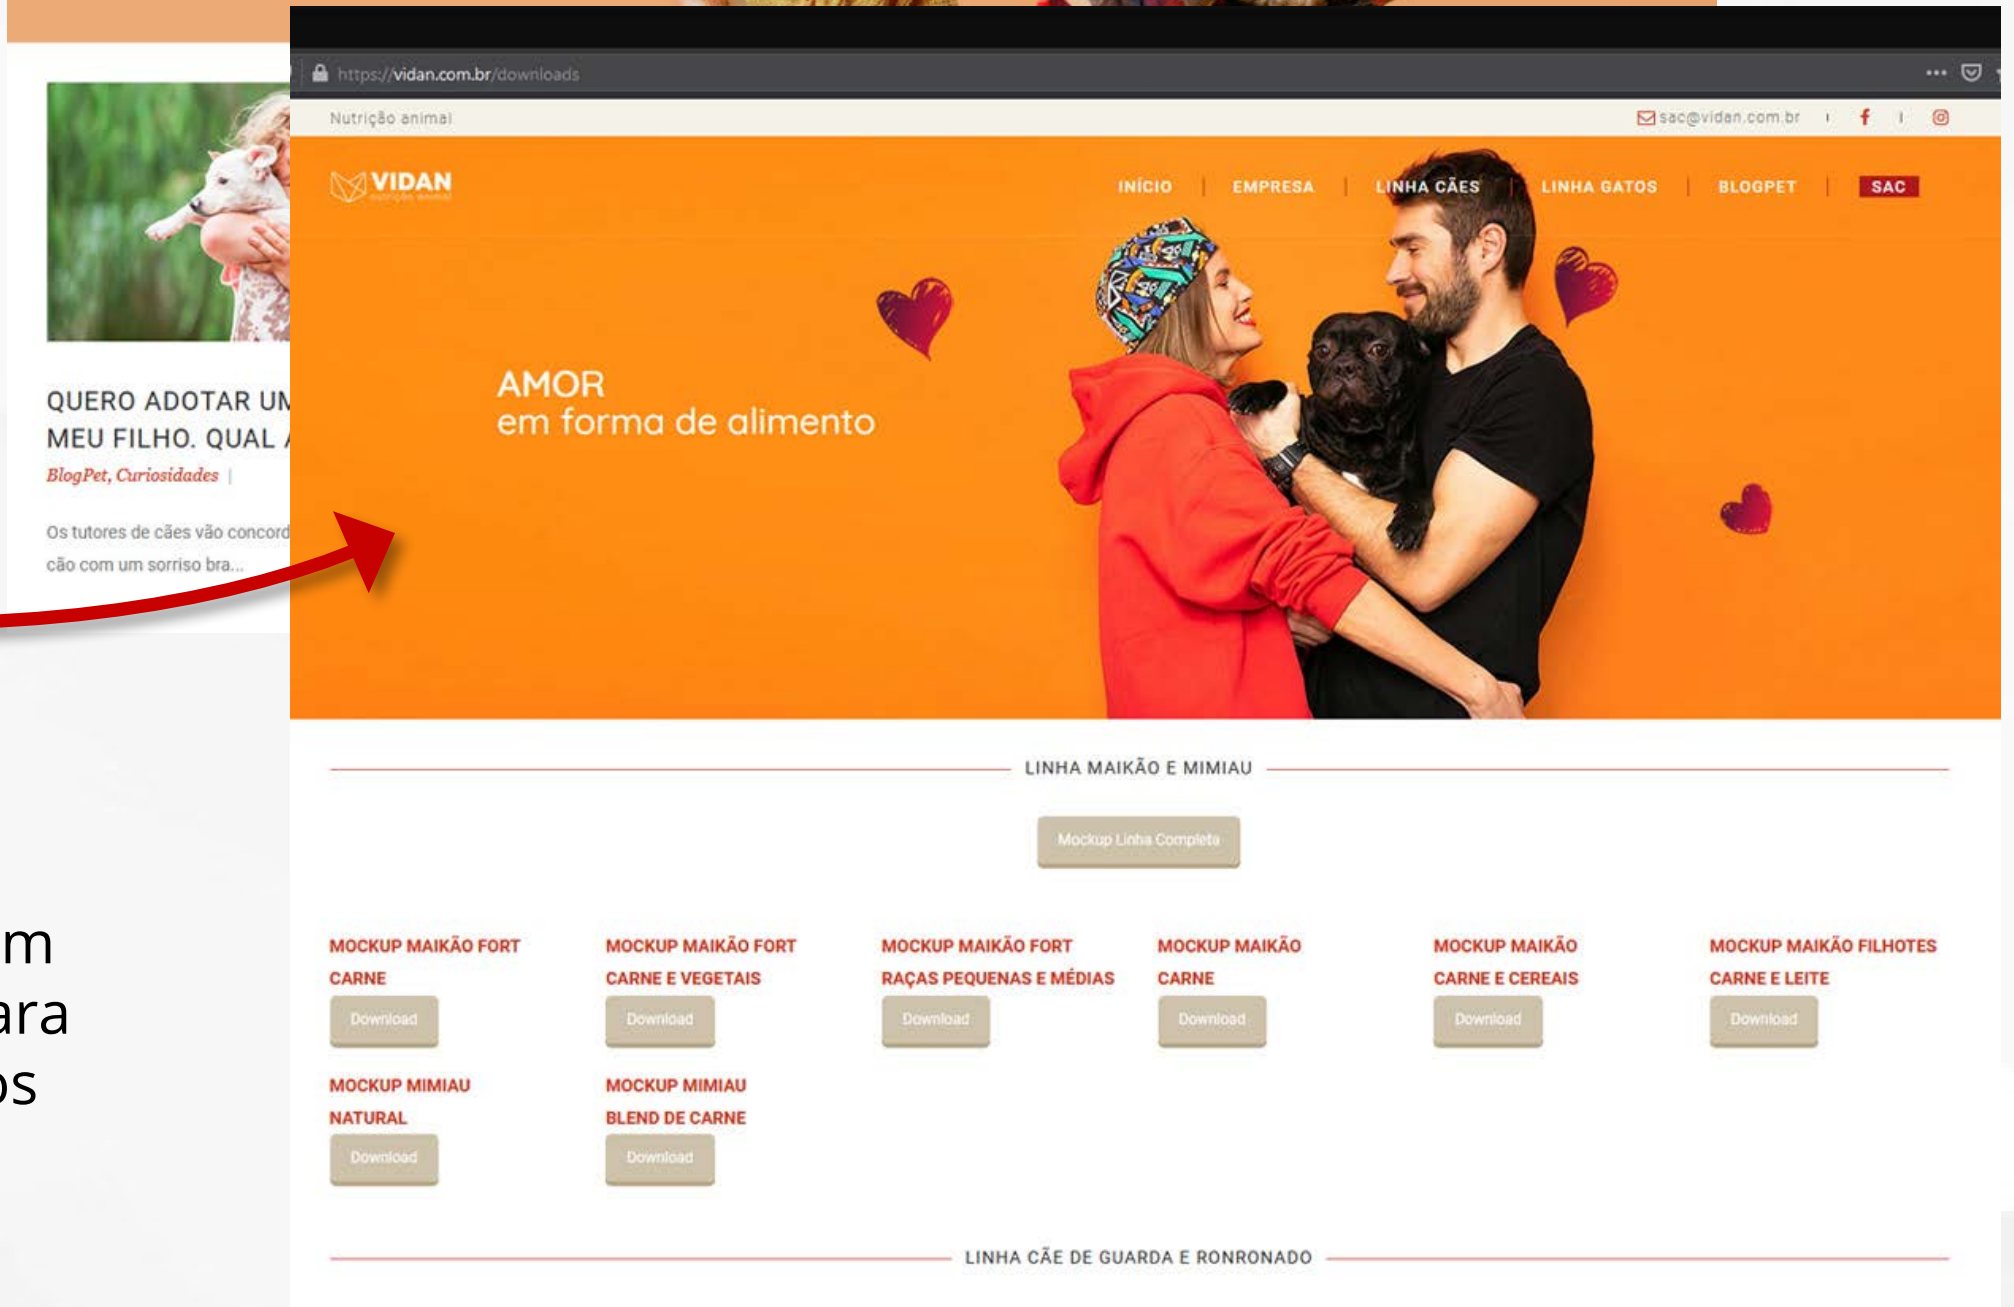 https://vidan.com.br/downloads
Nutrição animal
sac@vidan.com.br
VIDAN
nutrição animal
INÍCIO | EMPRESA | LINHA CÃES | LINHA GATOS | BLOGPET | SAC
AMOR
em forma de alimento
QUERO ADOTAR UM
MEU FILHO. QUAL
BlogPet, Curiosidades |
Os tutores de cães vão concord
cão com um sorriso bra...
LINHA MAIKÃO E MIMIAU
Mockup Linha Completa
MOCKUP MAIKÃO FORT
CARNE
Download
MOCKUP MAIKÃO FORT
CARNE E VEGETAIS
Download
MOCKUP MAIKÃO FORT
RAÇAS PEQUENAS E MÉDIAS
Download
MOCKUP MAIKÃO
CARNE
Download
MOCKUP MAIKÃO
CARNE E CEREAIS
Download
MOCKUP MAIKÃO FILHOTES
CARNE E LEITE
Download
MOCKUP MIMIAU
NATURAL
Download
MOCKUP MIMIAU
BLEND DE CARNE
Download
LINHA CÃE DE GUARDA E RONRONADO
m
ara
os